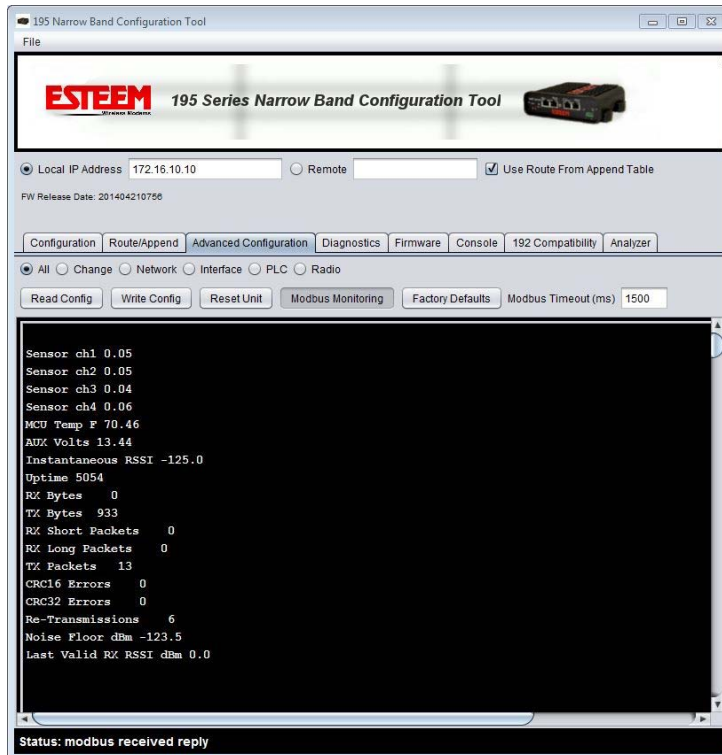 195 Narrow Band Configuration Tool
File
ESTEEM
Wireless Modems
195 Series Narrow Band Configuration Tool
Local IP Address 172.16.10.10 Remote Use Route From Append Table
FW Release Date: 201404210756
Configuration Route/Append Advanced Configuration Diagnostics Firmware Console 192 Compatibility Analyzer
All Change Network Interface PLC Radio
Read Config Write Config Reset Unit Modbus Monitoring Factory Defaults Modbus Timeout (ms) 1500
Sensor ch1 0.05
Sensor ch2 0.05
Sensor ch3 0.04
Sensor ch4 0.06
MCU Temp F 70.46
AUX Volts 13.44
Instantaneous RSSI -125.0
Uptime 5054
RX Bytes 0
TX Bytes 933
RX Short Packets 0
RX Long Packets 0
TX Packets 13
CRC16 Errors 0
CRC32 Errors 0
Re-Transmissions 6
Noise Floor dBm -123.5
Last Valid RX RSSI dBm 0.0
Status: modbus received reply